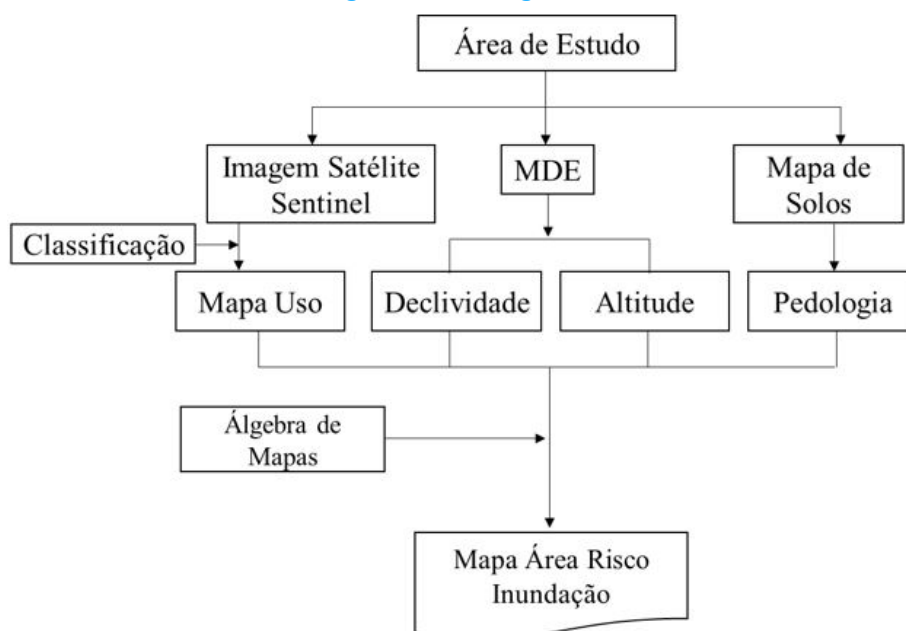 Área de Estudo
Imagem Satélite
Sentinel
MDE
Mapa de
Solos
Classificação
Mapa Uso
Declividade
Altitude
Pedologia
Álgebra de
Mapas
Mapa Área Risco
Inundação